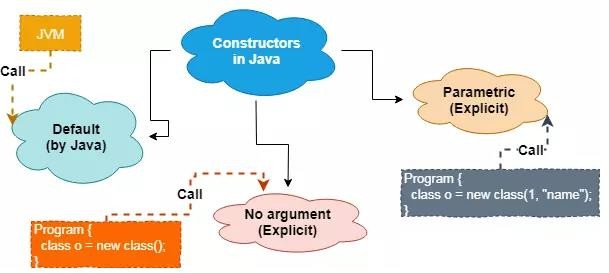 JVM
Call
Constructors
in Java
Default
(by Java)
Parametric
(Explicit)
Call
Program {
class o = new class(1, "name");
}
Call
No argument
(Explicit)
Program {
class o = new class();
}